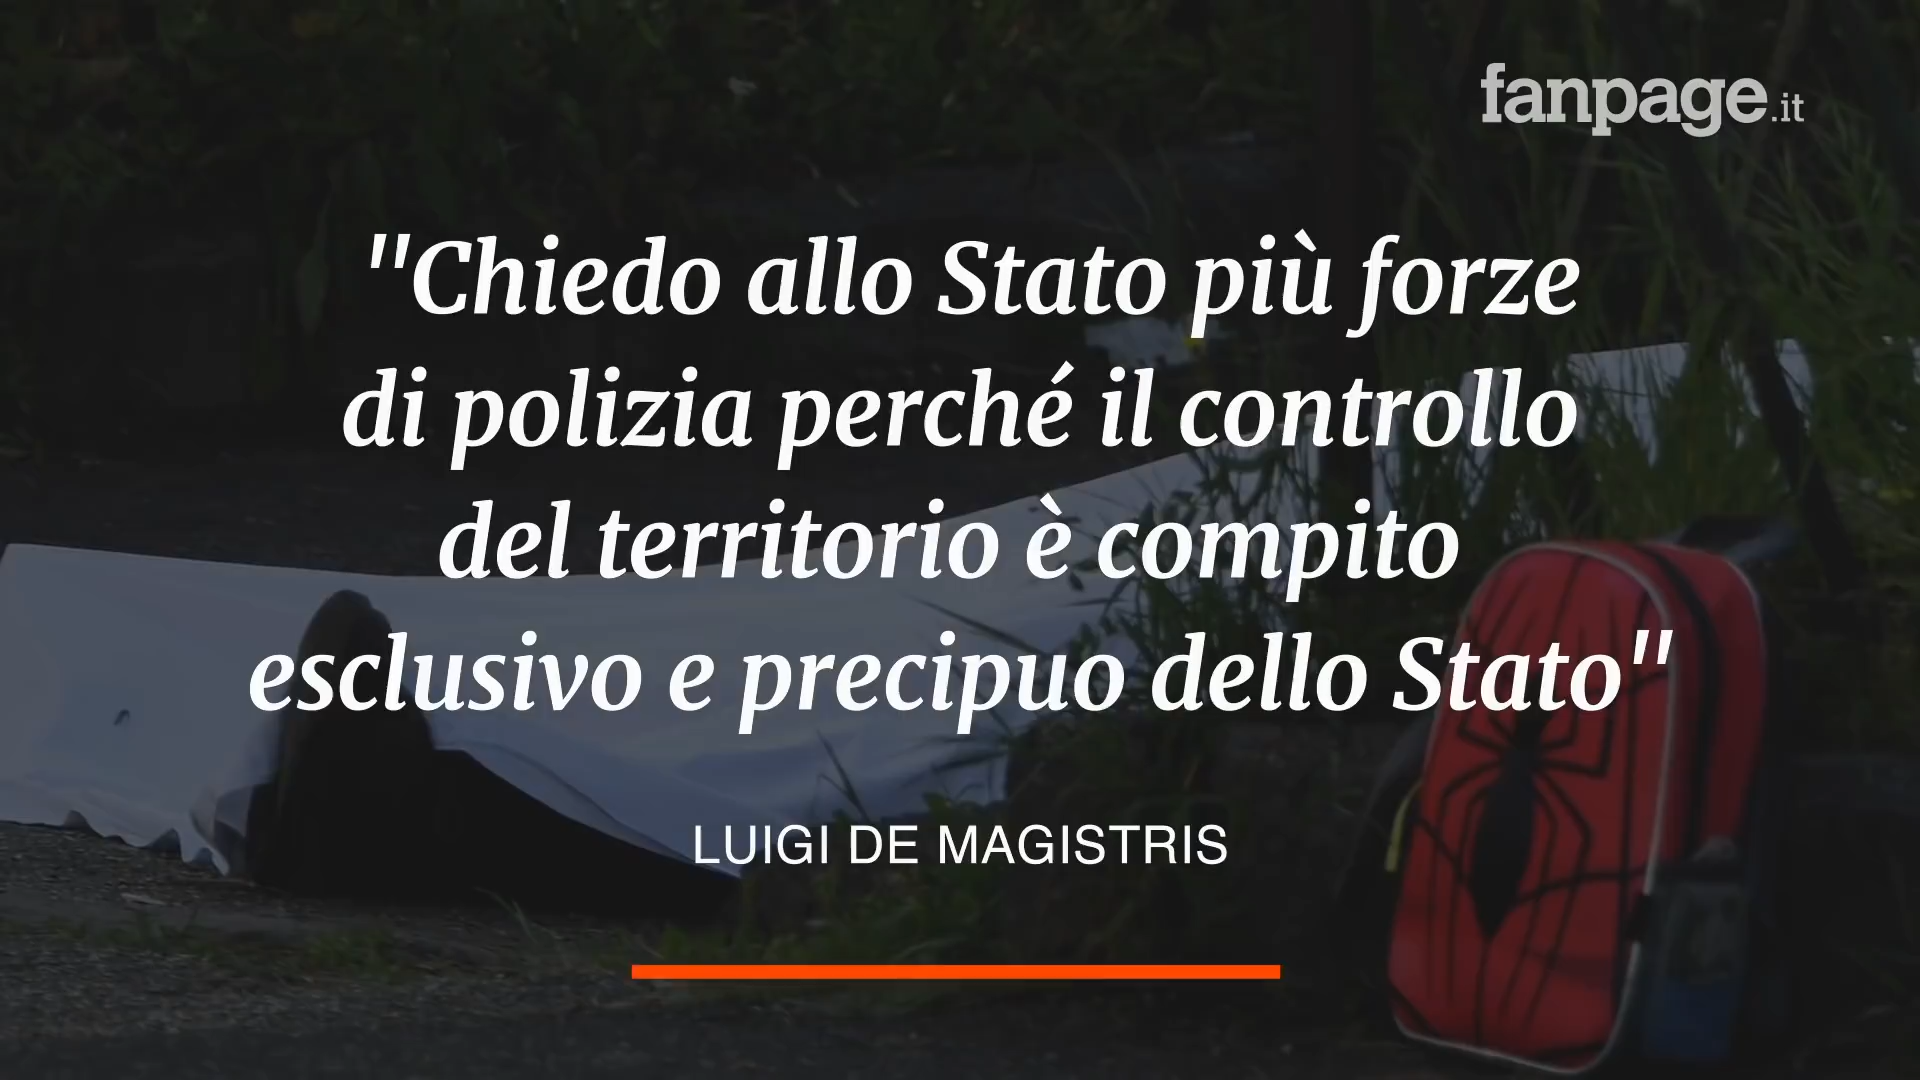 fanpage.it
"Chiedo allo Stato più forze
di polizia perché il controllo
del territorio è compito
esclusivo e precipuo dello Stato"
LUIGI DE MAGISTRIS